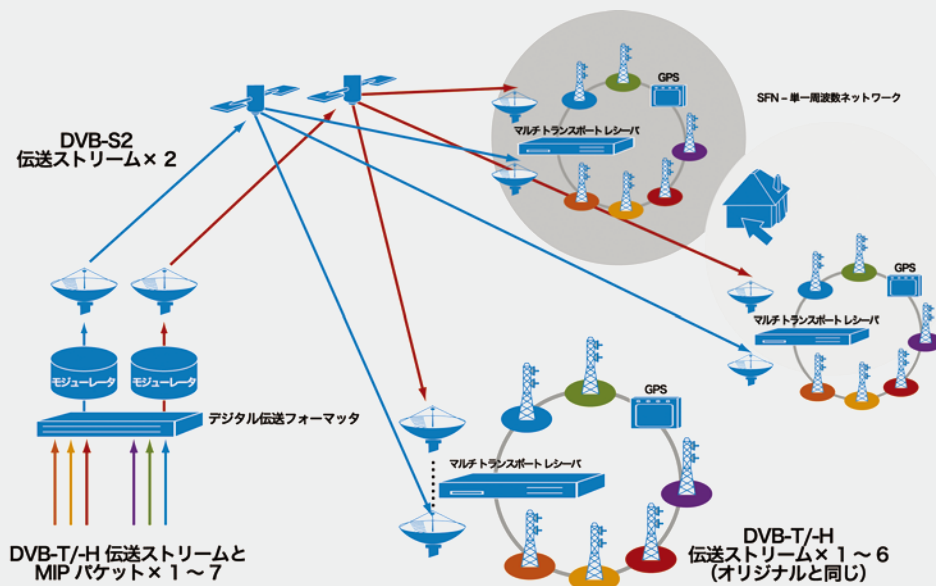 DVB-S2
伝送ストリーム×2
モジューレータ
モジューレータ
デジタル伝送フォーマッタ
DVB-T/-H 伝送ストリームと
MIP パケット×1～7
GPS
マルチトランスポートレシーバ
SFN – 単一周波数ネットワーク
GPS
マルチトランスポートレシーバ
GPS
マルチトランスポートレシーバ
DVB-T/-H
伝送ストリーム×1～6
（オリジナルと同じ）